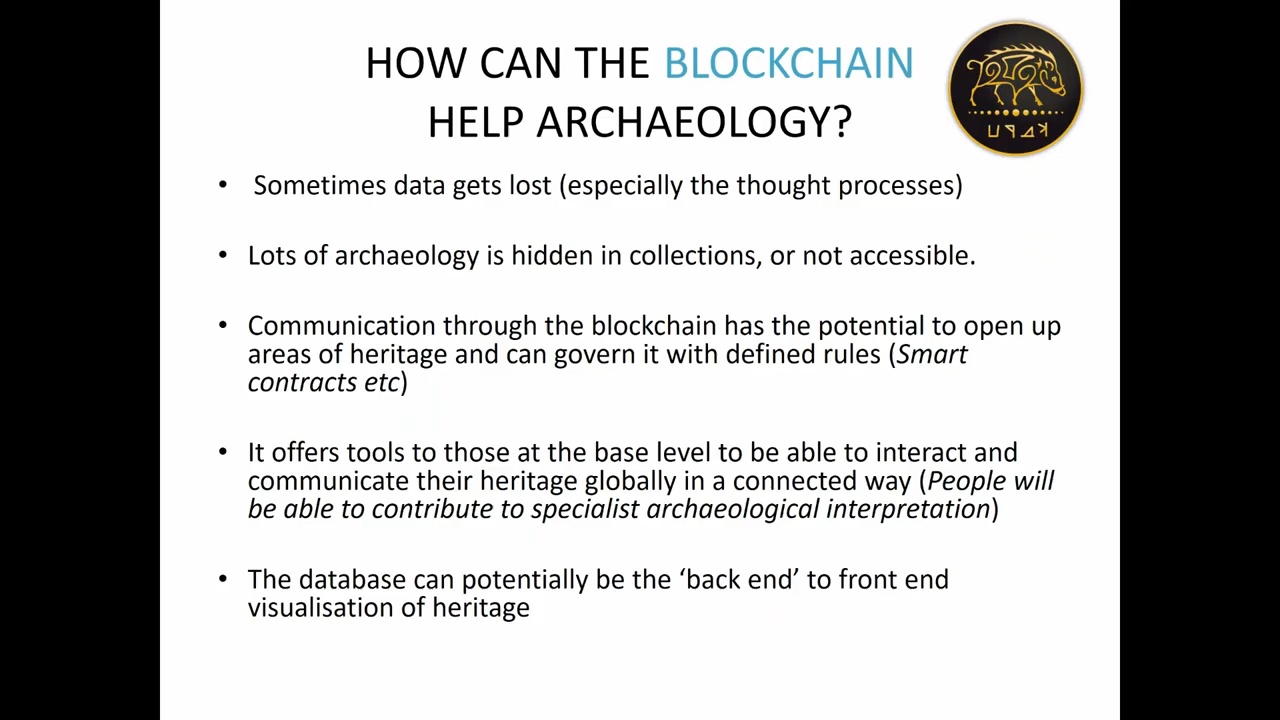 HOW CAN THE BLOCKCHAIN
HELP ARCHAEOLOGY?
• Sometimes data gets lost (especially the thought processes)
• Lots of archaeology is hidden in collections, or not accessible.
• Communication through the blockchain has the potential to open up
areas of heritage and can govern it with defined rules (Smart
contracts etc)
• It offers tools to those at the base level to be able to interact and
communicate their heritage globally in a connected way (People will
be able to contribute to specialist archaeological interpretation)
• The database can potentially be the ‘back end’ to front end
visualisation of heritage